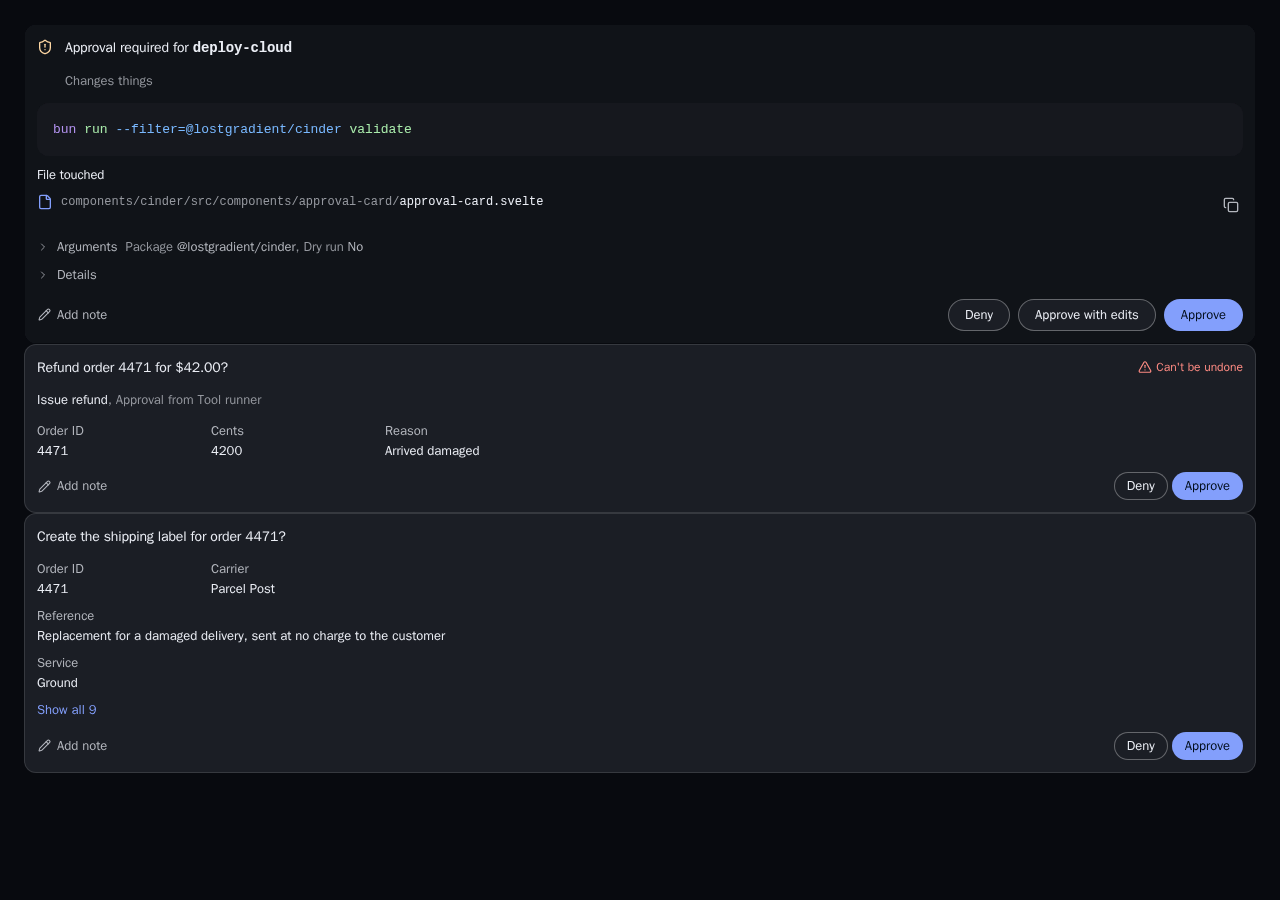 Approval required for deploy-cloud
Changes things
bun run --filter=@lostgradient/cinder validate
File touched
components/cinder/src/components/approval-card/approval-card.svelte
Arguments Package @lostgradient/cinder, Dry run No
Details
Add note Deny Approve with edits Approve
Refund order 4471 for $42.00? Can't be undone
Issue refund, Approval from Tool runner
Order ID Cents Reason
4471 4200 Arrived damaged
Add note Deny Approve
Create the shipping label for order 4471?
Order ID Carrier
4471 Parcel Post
Reference
Replacement for a damaged delivery, sent at no charge to the customer
Service
Ground
Show all 9
Add note Deny Approve